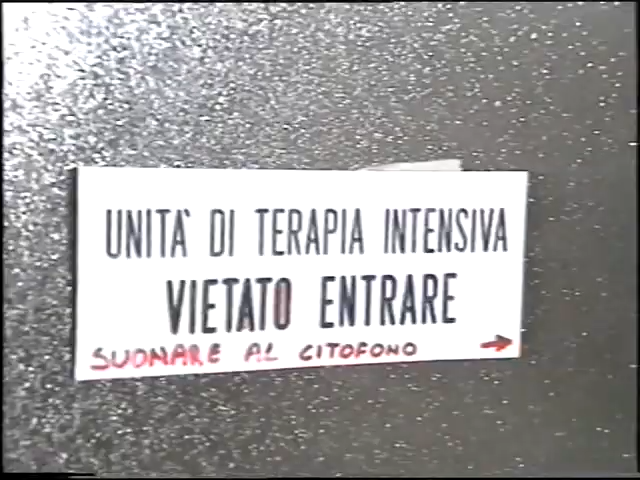 UNITA' DI TERAPIA INTENSIVA
VIETATO ENTRARE
SUONARE AL CITOFONO →